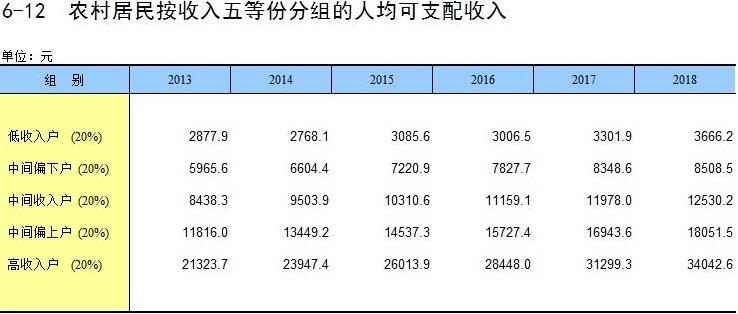 6-12 农村居民按收入五等份分组的人均可支配收入
单位：元
组 别 2013 2014 2015 2016 2017 2018
低收入户 (20%) 2877.9 2768.1 3085.6 3006.5 3301.9 3666.2
中间偏下户 (20%) 5965.6 6604.4 7220.9 7827.7 8348.6 8508.5
中间收入户 (20%) 8438.3 9503.9 10310.6 11159.1 11978.0 12530.2
中间偏上户 (20%) 11816.0 13449.2 14537.3 15727.4 16943.6 18051.5
高收入户 (20%) 21323.7 23947.4 26013.9 28448.0 31299.3 34042.6